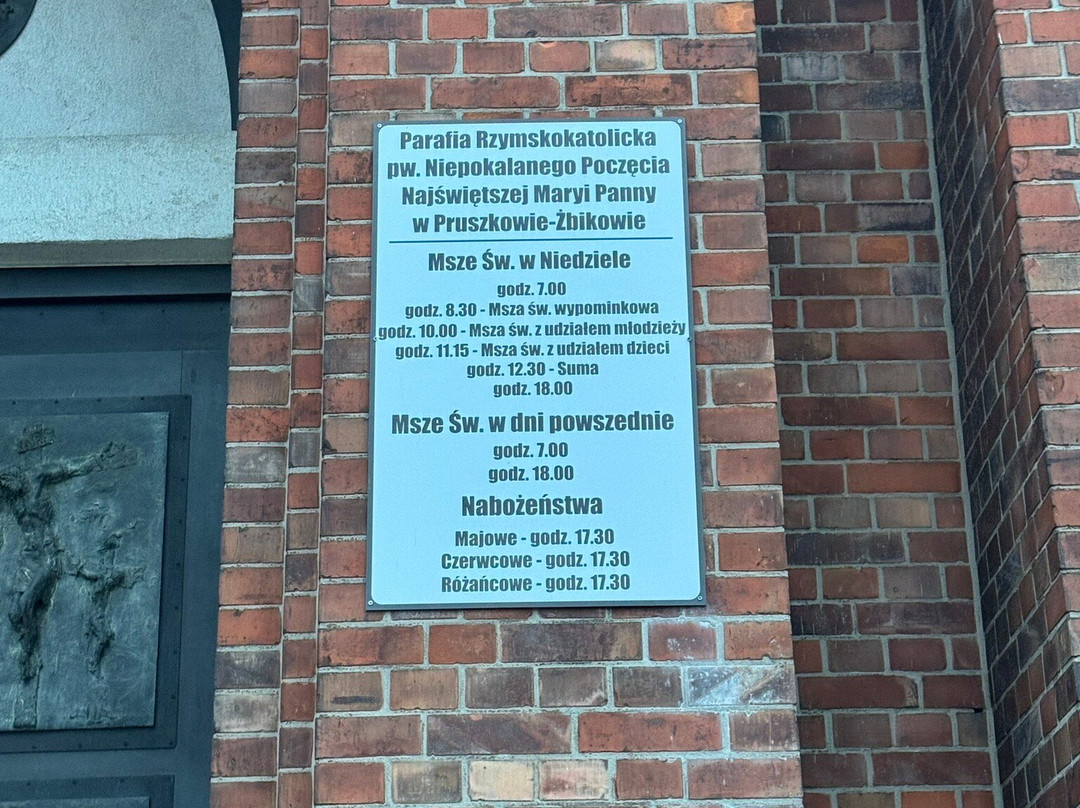 Parafia Rzymskokatolicka
pw. Niepokalanego Poczęcia
Najświętszej Maryi Panny
w Pruszkowie-Żbikowie
Msze Św. w Niedziele
godz. 7.00
godz. 8.30 - Msza św. wypominkowa
godz. 10.00 - Msza św. z udziałem młodzieży
godz. 11.15 - Msza św. z udziałem dzieci
godz. 12.30 - Suma
godz. 18.00
Msze Św. w dni powszednie
godz. 7.00
godz. 18.00
Nabożeństwa
Majowe - godz. 17.30
Czerwcowe - godz. 17.30
Różańcowe - godz. 17.30